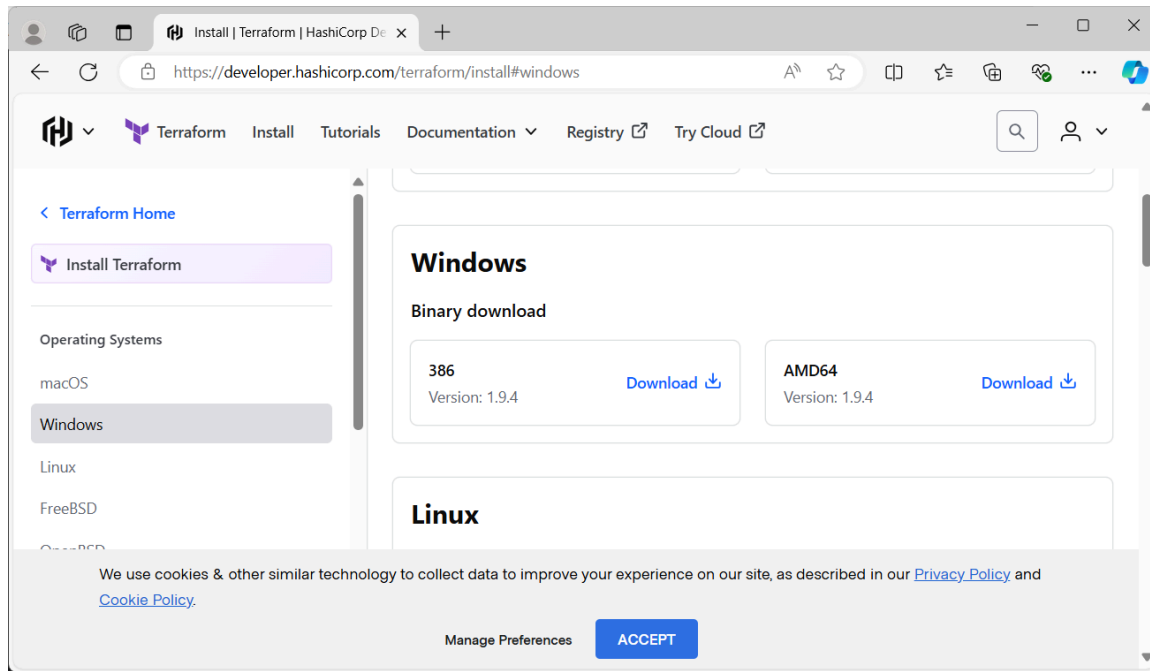 Install | Terraform | HashiCorp De
https://developer.hashicorp.com/terraform/install#windows
Terraform Install Tutorials Documentation Registry Try Cloud
Terraform Home
Install Terraform
Operating Systems
macOS
Windows
Linux
FreeBSD
OpenBSD
Windows
Binary download
386
Version: 1.9.4
Download
AMD64
Version: 1.9.4
Download
Linux
We use cookies & other similar technology to collect data to improve your experience on our site, as described in our Privacy Policy and
Cookie Policy.
Manage Preferences ACCEPT